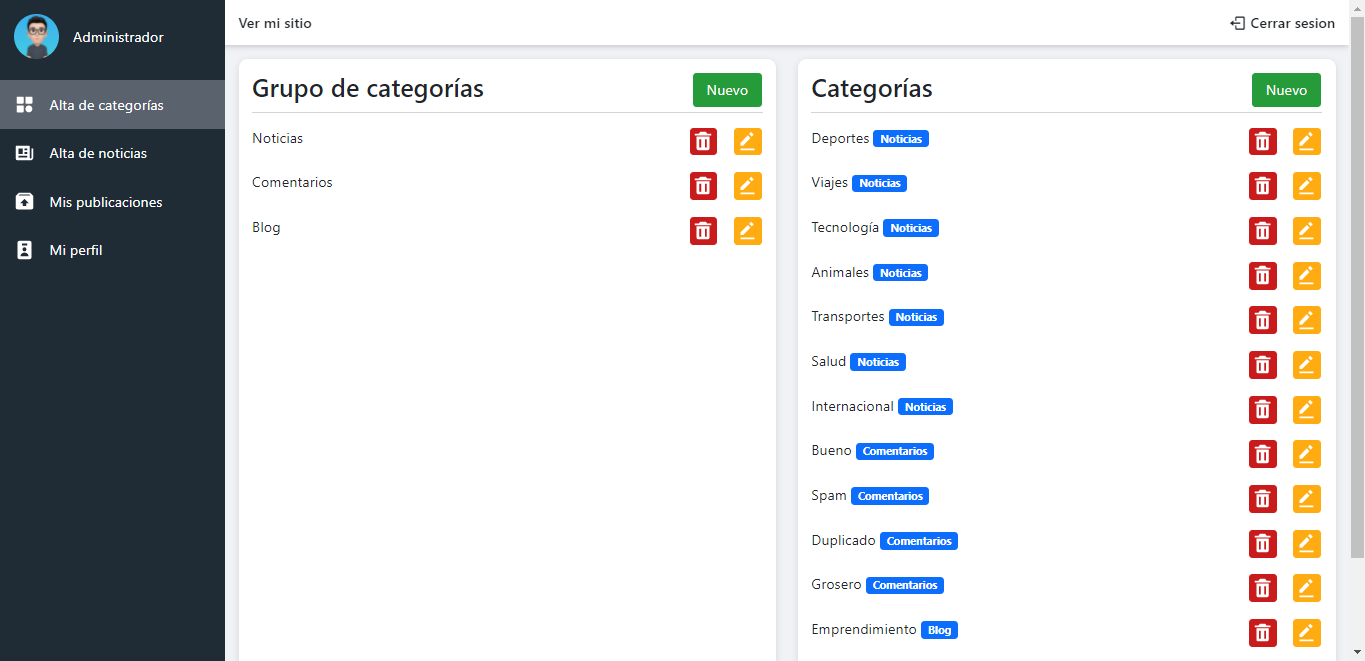 Administrador
Alta de categorías
Alta de noticias
Mis publicaciones
Mi perfil
Ver mi sitio
Cerrar sesion
Grupo de categorías
Nuevo
Noticias
Comentarios
Blog
Categorías
Nuevo
Deportes Noticias
Viajes Noticias
Tecnología Noticias
Animales Noticias
Transportes Noticias
Salud Noticias
Internacional Noticias
Bueno Comentarios
Spam Comentarios
Duplicado Comentarios
Grosero Comentarios
Emprendimiento Blog